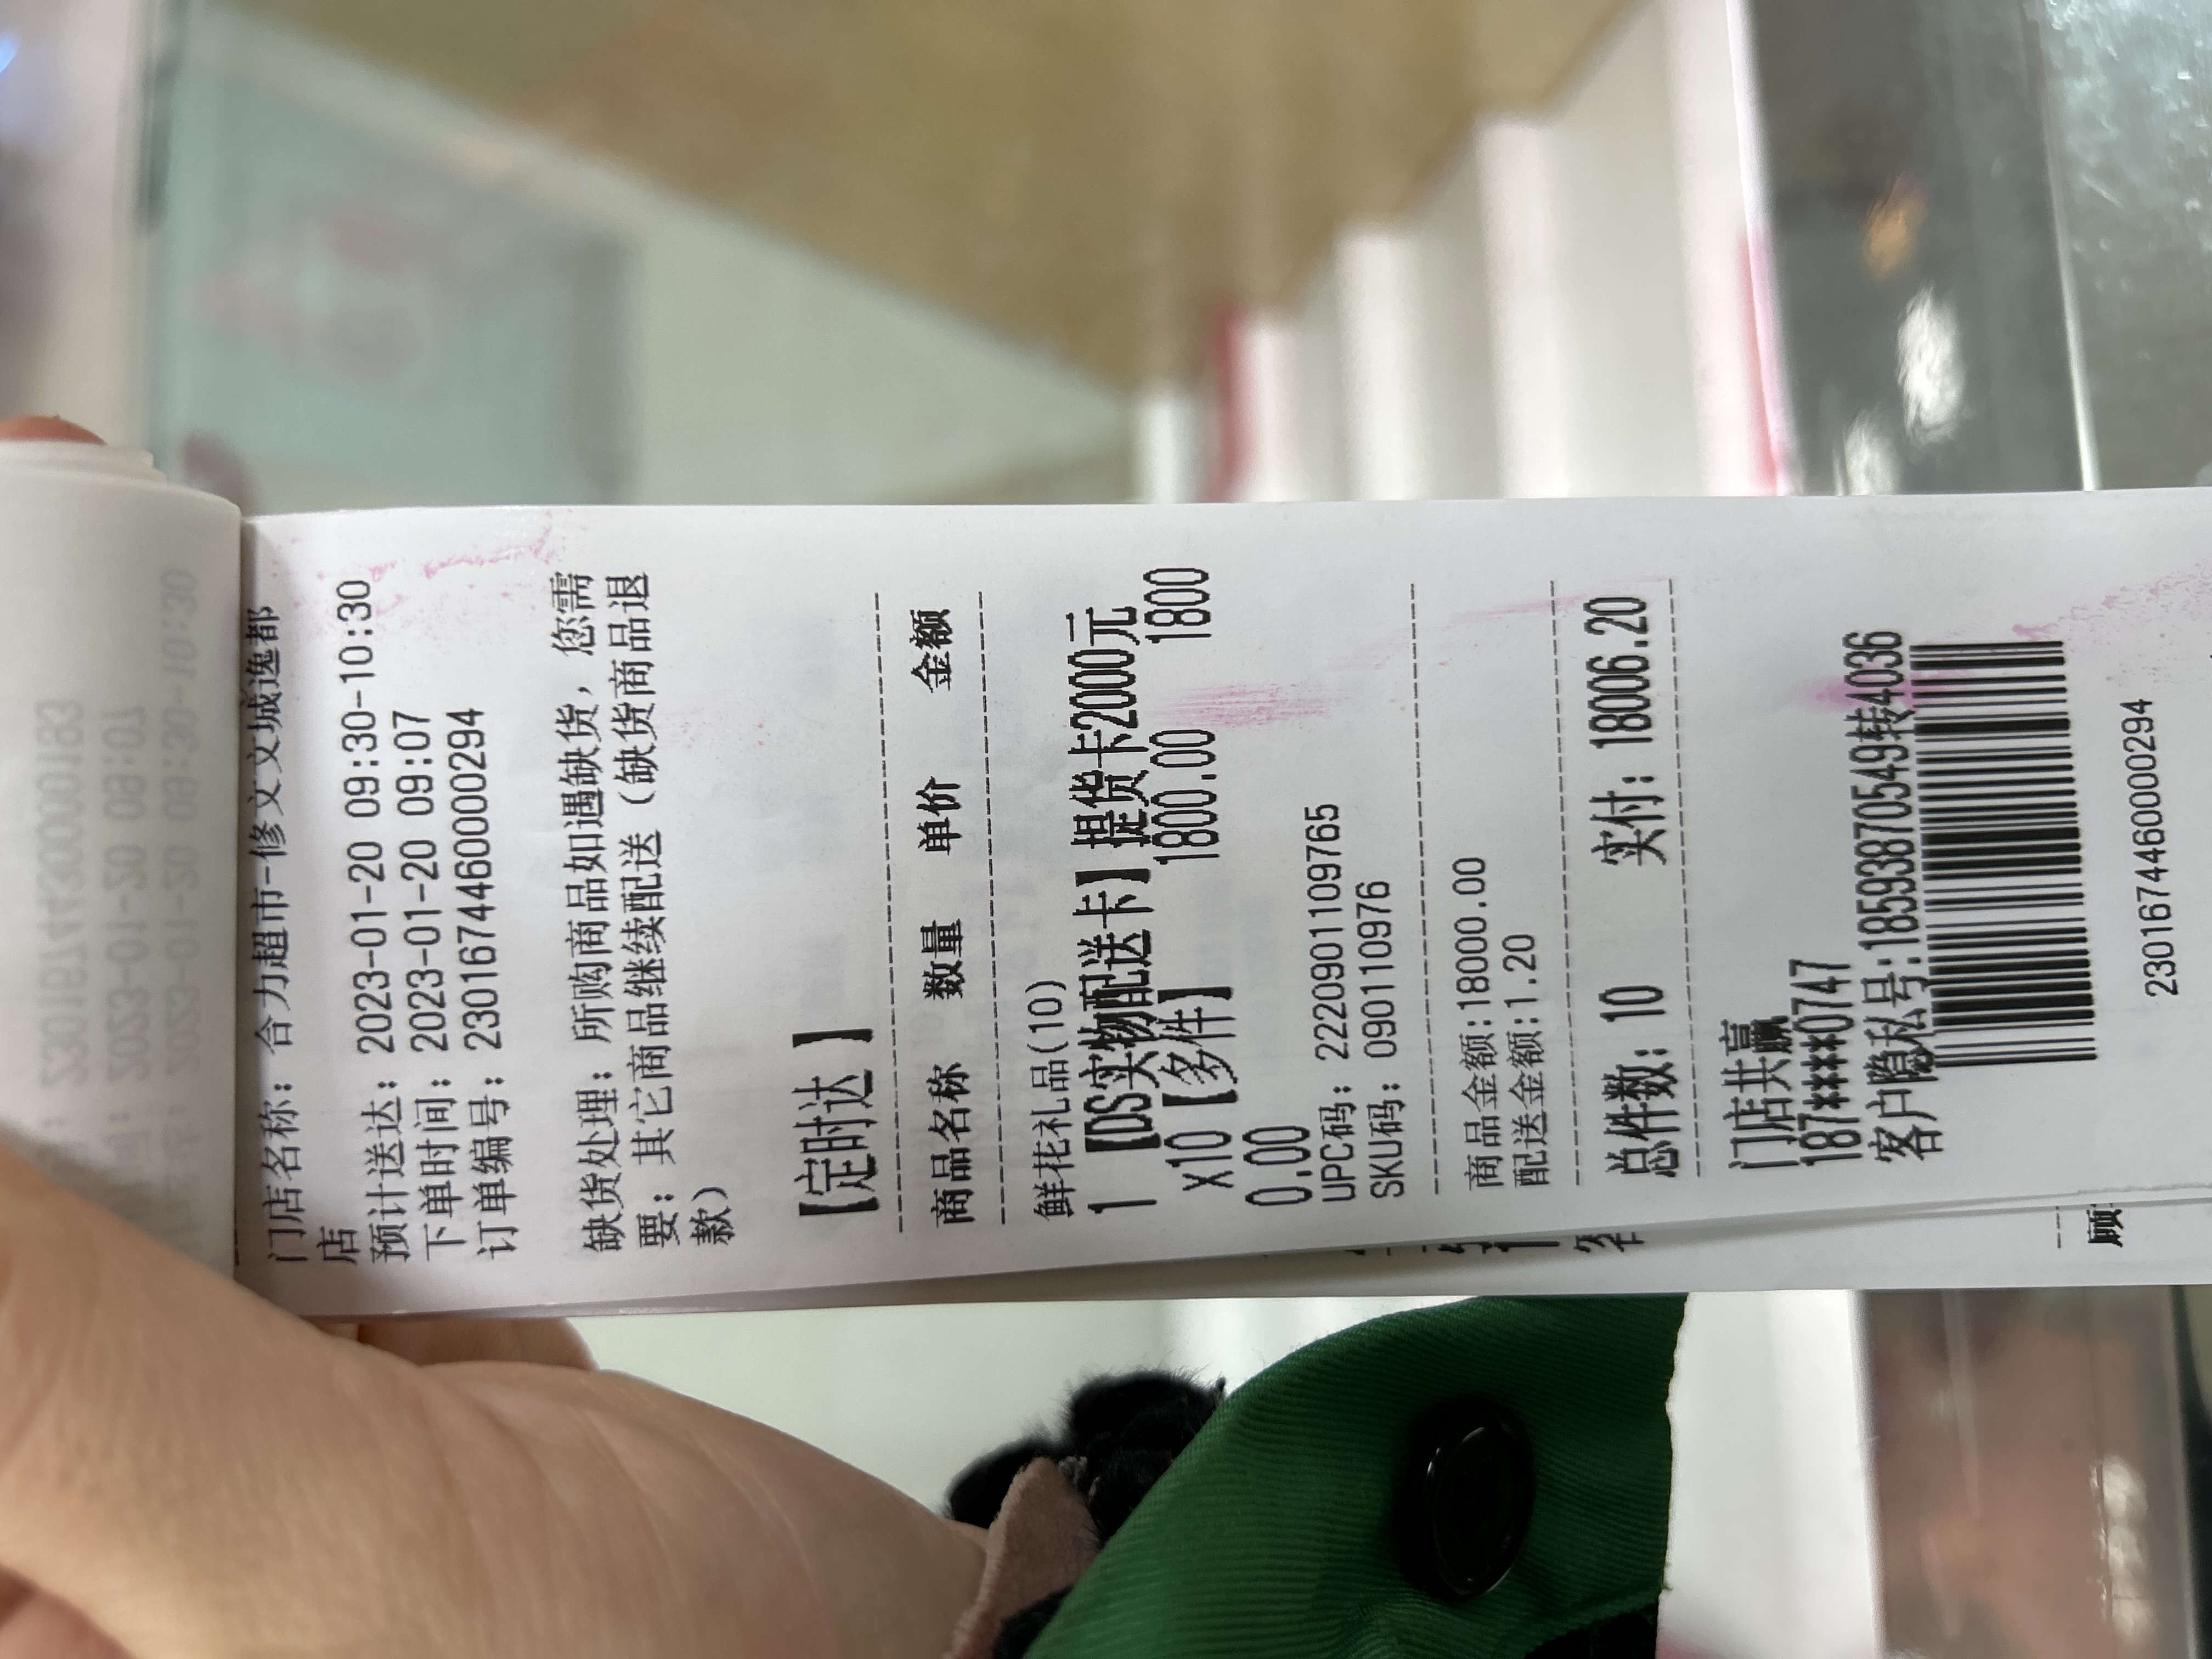 门店名称：合力超市-修文文城逸都
店
预计送达：2023-01-20 09:30-10:30
下单时间：2023-01-20 09:07
订单编号：2301674460000294
缺货处理：所购商品如遇缺货，您需
要：其它商品继续配送（缺货商品退
款）
【定时达】
商品名称 数量 单价 金额
鲜花礼品(10)
1 【DS实物配送卡】提货卡2000元
x10【多件】 1800.00 1800
0.00
UPC码：2220901109765
SKU码：0901109765
商品金额:18000.00
配送金额:1.20
总件数：10 实付：18006.20
门店共赢
187****0747
客户隐私号:18593870549转4036
2301674460000294
顾